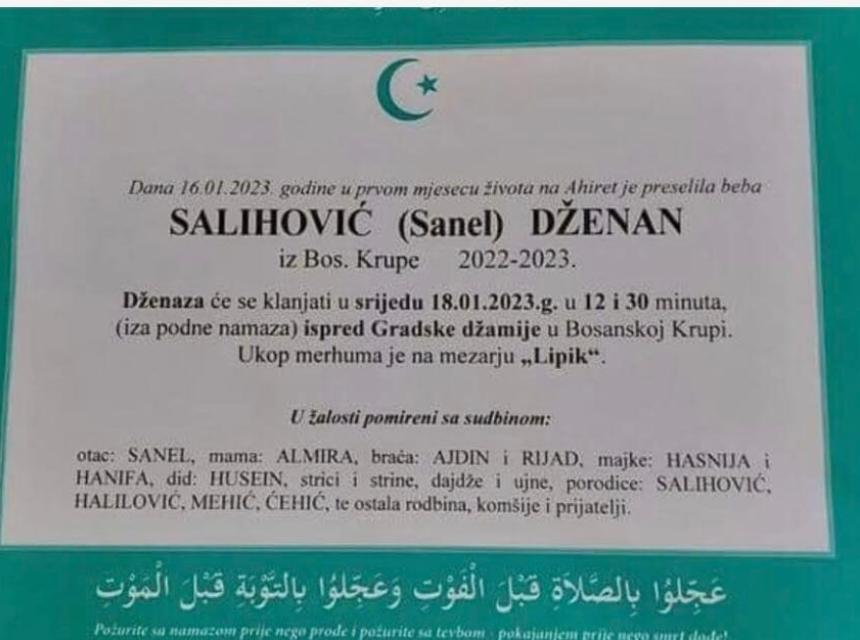 Dana 16.01.2023. godine u prvom mjesecu života na Ahiret je preselila beba
SALIHOVIĆ (Sanel) DŽENAN
iz Bos. Krupe 2022-2023.
Dženaza će se klanjati u srijedu 18.01.2023.g. u 12 i 30 minuta,
(iza podne namaza) ispred Gradske džamije u Bosanskoj Krupi.
Ukop merhuma je na mezarju „Lipik“.
U žalosti pomireni sa sudbinom:
otac: SANEL, mama: ALMIRA, braća: AJDIN i RIJAD, majke: HASNIJA i
HANIFA, did: HUSEIN, strici i strine, dajdže i ujne, porodice: SALIHOVIĆ,
HALILOVIĆ, MEHIĆ, ĆEHIĆ, te ostala rodbina, komšije i prijatelji.
عَجِّلُوا بِالصَّلَاةِ قَبْلَ الْفَوْتِ وَعَجِّلُوا بِالتَّوْبَةِ قَبْلَ الْمَوْتِ
Požurite sa namazom prije nego prođe i požurite sa tevbom - pokajanjem prije nego smrt dođe!